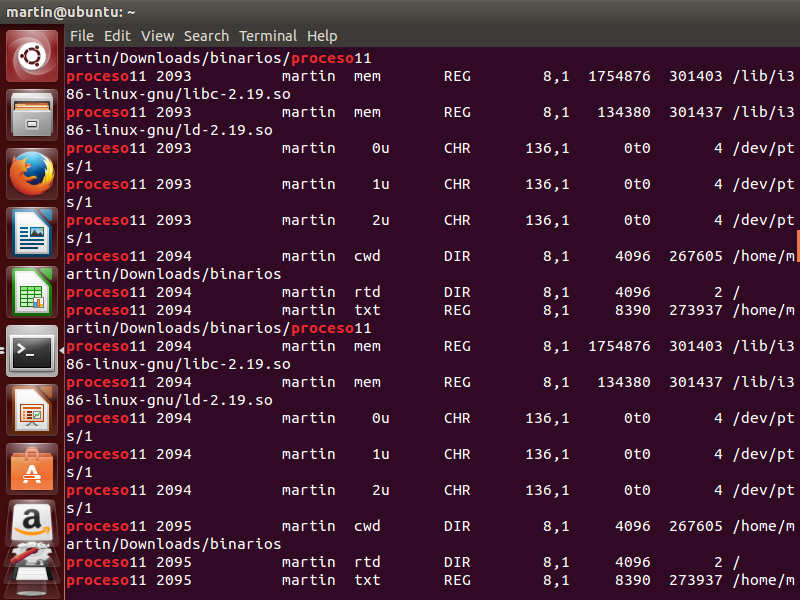 martin@ubuntu: ~
File Edit View Search Terminal Help
artin/Downloads/binarios/proceso11
proceso11 2093 martin mem REG 8,1 1754876 301403 /lib/i3
86-linux-gnu/libc-2.19.so
proceso11 2093 martin mem REG 8,1 134380 301437 /lib/i3
86-linux-gnu/ld-2.19.so
proceso11 2093 martin 0u CHR 136,1 0t0 4 /dev/pt
s/1
proceso11 2093 martin 1u CHR 136,1 0t0 4 /dev/pt
s/1
proceso11 2093 martin 2u CHR 136,1 0t0 4 /dev/pt
s/1
proceso11 2094 martin cwd DIR 8,1 4096 267605 /home/m
artin/Downloads/binarios
proceso11 2094 martin rtd DIR 8,1 4096 2 /
proceso11 2094 martin txt REG 8,1 8390 273937 /home/m
artin/Downloads/binarios/proceso11
proceso11 2094 martin mem REG 8,1 1754876 301403 /lib/i3
86-linux-gnu/libc-2.19.so
proceso11 2094 martin mem REG 8,1 134380 301437 /lib/i3
86-linux-gnu/ld-2.19.so
proceso11 2094 martin 0u CHR 136,1 0t0 4 /dev/pt
s/1
proceso11 2094 martin 1u CHR 136,1 0t0 4 /dev/pt
s/1
proceso11 2094 martin 2u CHR 136,1 0t0 4 /dev/pt
s/1
proceso11 2095 martin cwd DIR 8,1 4096 267605 /home/m
artin/Downloads/binarios
proceso11 2095 martin rtd DIR 8,1 4096 2 /
proceso11 2095 martin txt REG 8,1 8390 273937 /home/m